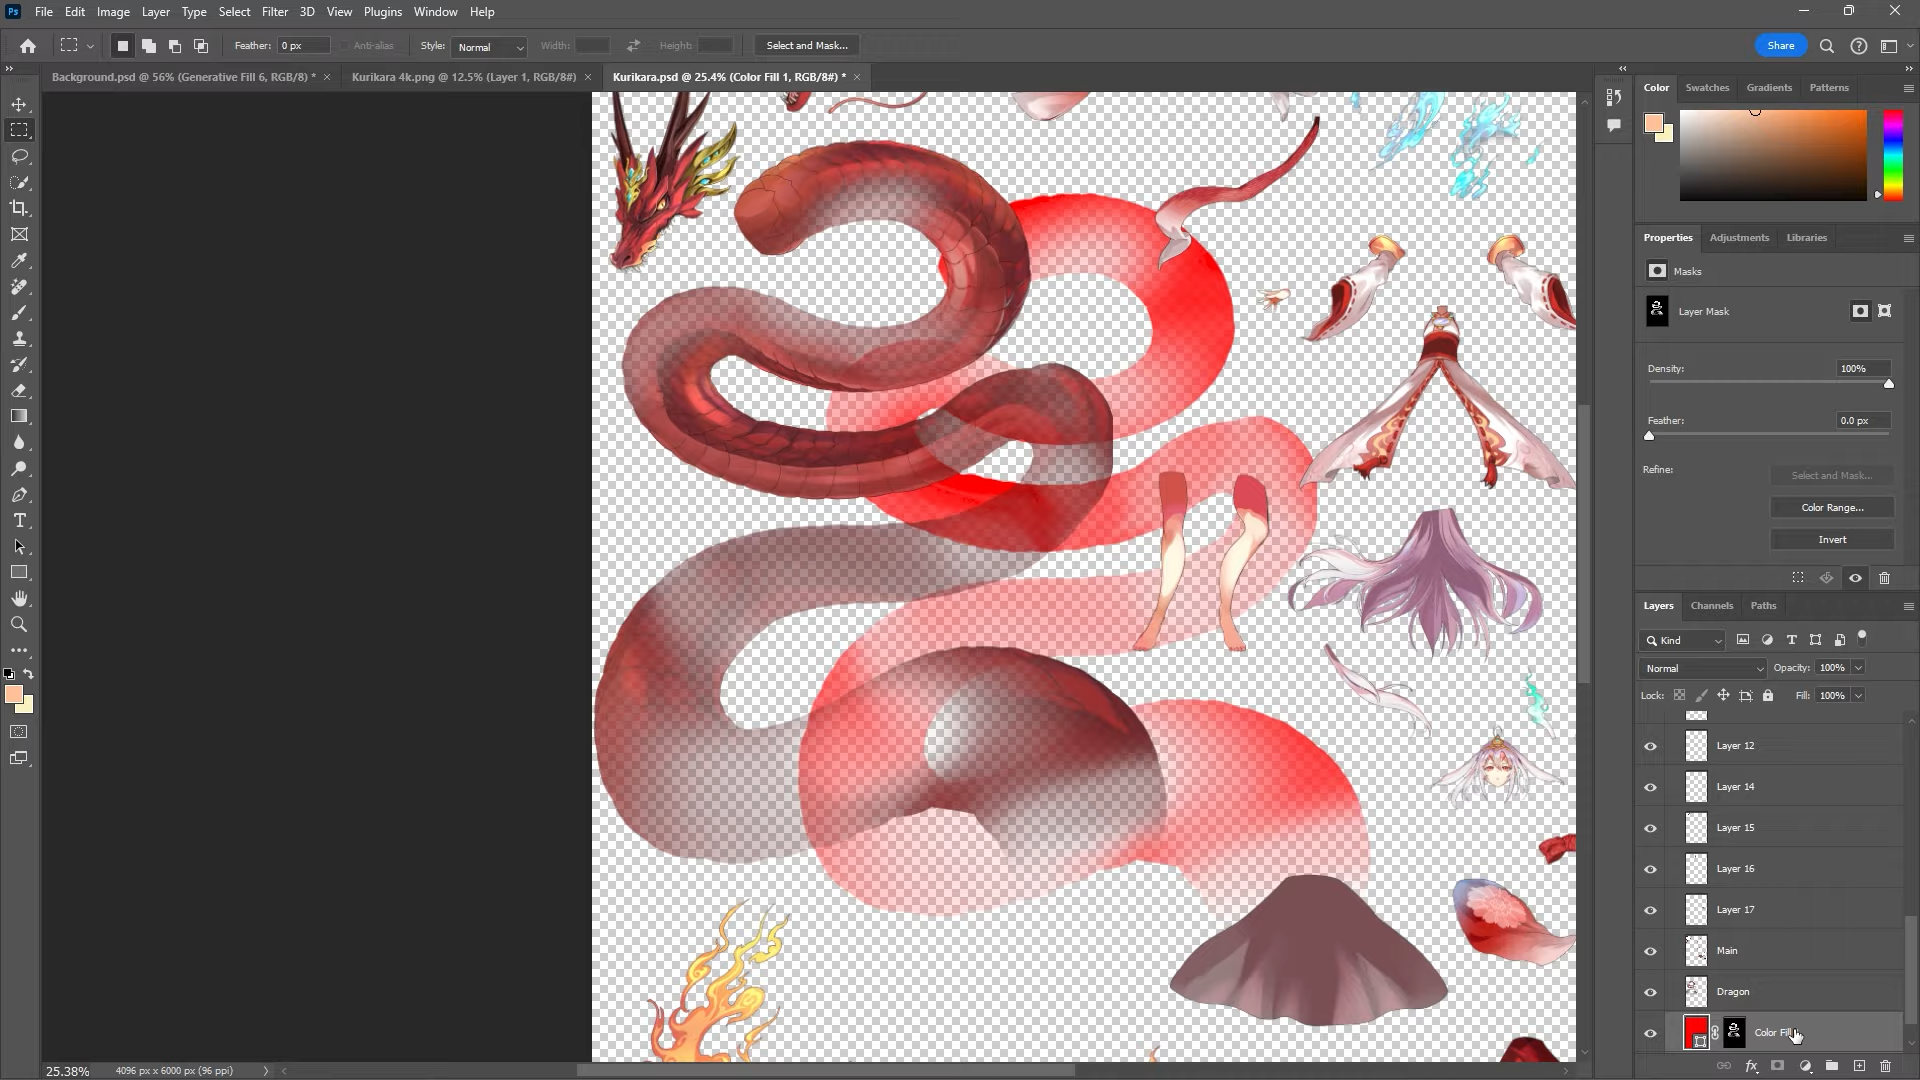 Ps File Edit Image Layer Type Select Filter 3D View Plugins Window Help
Feather: 0 px Anti-alias Style: Normal Width: Height: Select and Mask... Share
Background.psd @ 56% (Generative Fill 6, RGB/8) * Kurikara 4k.png @ 12.5% (Layer 1, RGB/8#) Kurikara.psd @ 25.4% (Color Fill 1, RGB/8#) *
Color Swatches Gradients Patterns
Properties Adjustments Libraries
Masks
Layer Mask
Density: 100%
Feather: 0.0 px
Refine: Select and Mask...
Color Range...
Invert
Layers Channels Paths
Kind
Normal Opacity: 100%
Lock: Fill: 100%
Layer 12
Layer 14
Layer 15
Layer 16
Layer 17
Main
Dragon
Color Fill
25.38% 4096 px x 6000 px (96 ppi)